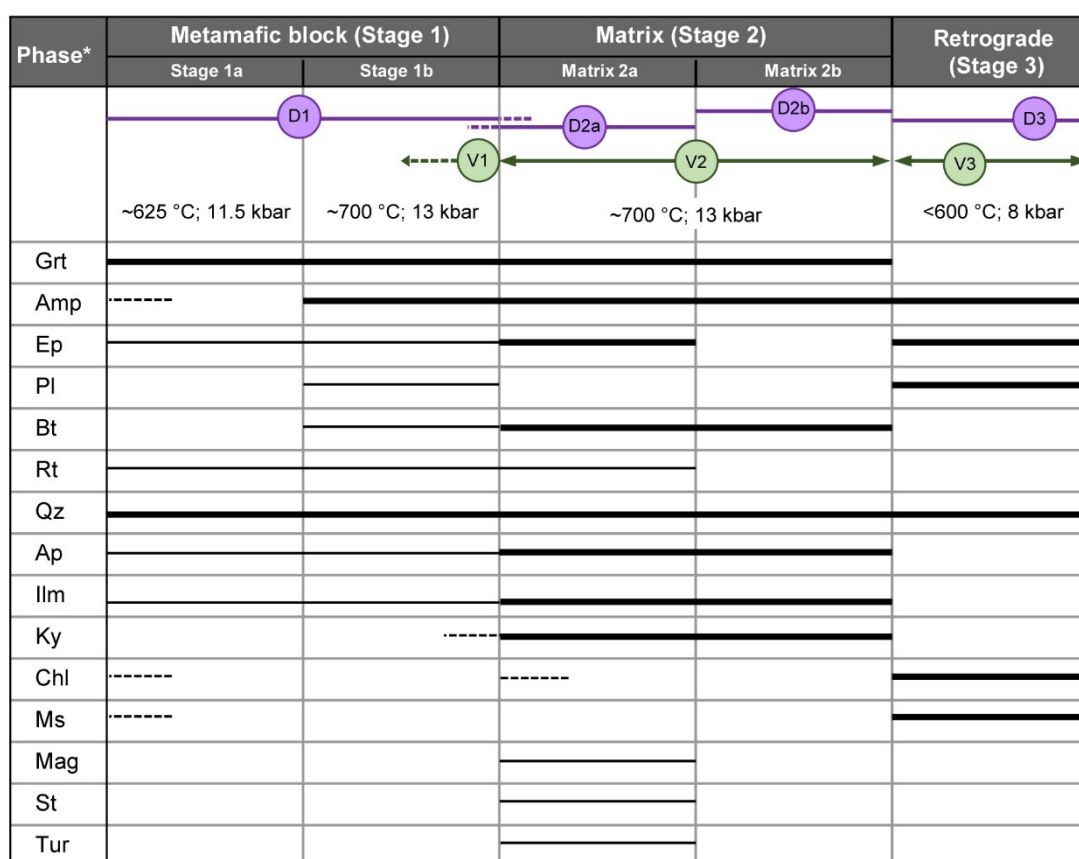 Phase*
Metamafic block (Stage 1)
Matrix (Stage 2)
Retrograde
(Stage 3)
Stage 1a
Stage 1b
Matrix 2a
Matrix 2b
D1
D2a
D2b
D3
V1
V2
V3
~625 °C; 11.5 kbar
~700 °C; 13 kbar
~700 °C; 13 kbar
<600 °C; 8 kbar
Grt
Amp
Ep
Pl
Bt
Rt
Qz
Ap
Ilm
Ky
Chl
Ms
Mag
St
Tur